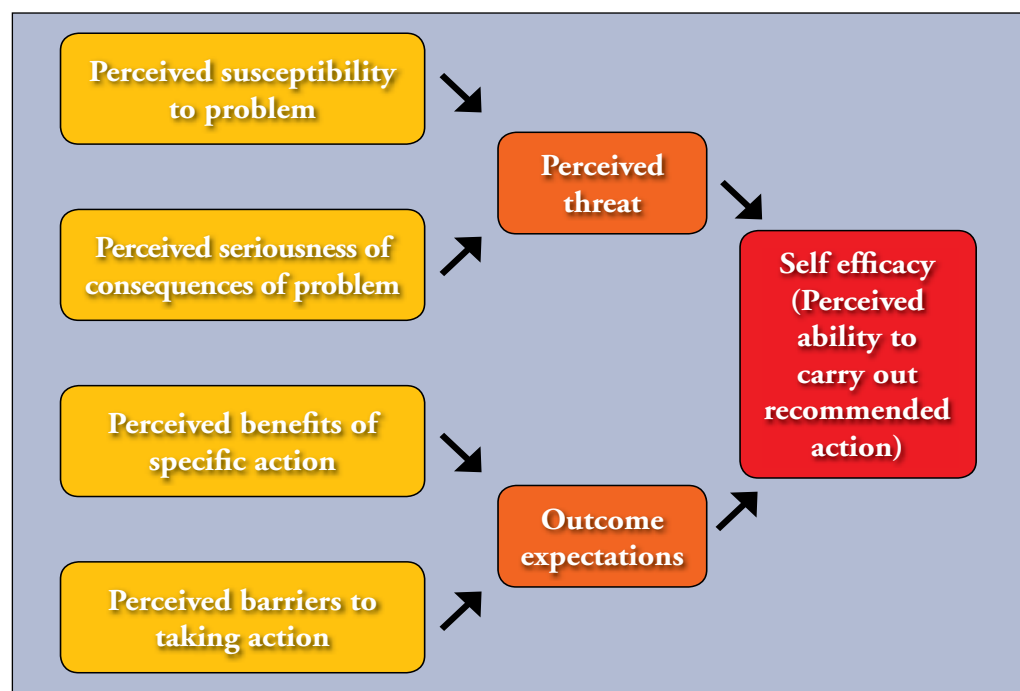 Perceived susceptibility
to problem
Perceived seriousness of
consequences of problem
Perceived
threat
Perceived benefits of
specific action
Perceived barriers to
taking action
Outcome
expectations
Self efficacy
(Perceived
ability to
carry out
recommended
action)